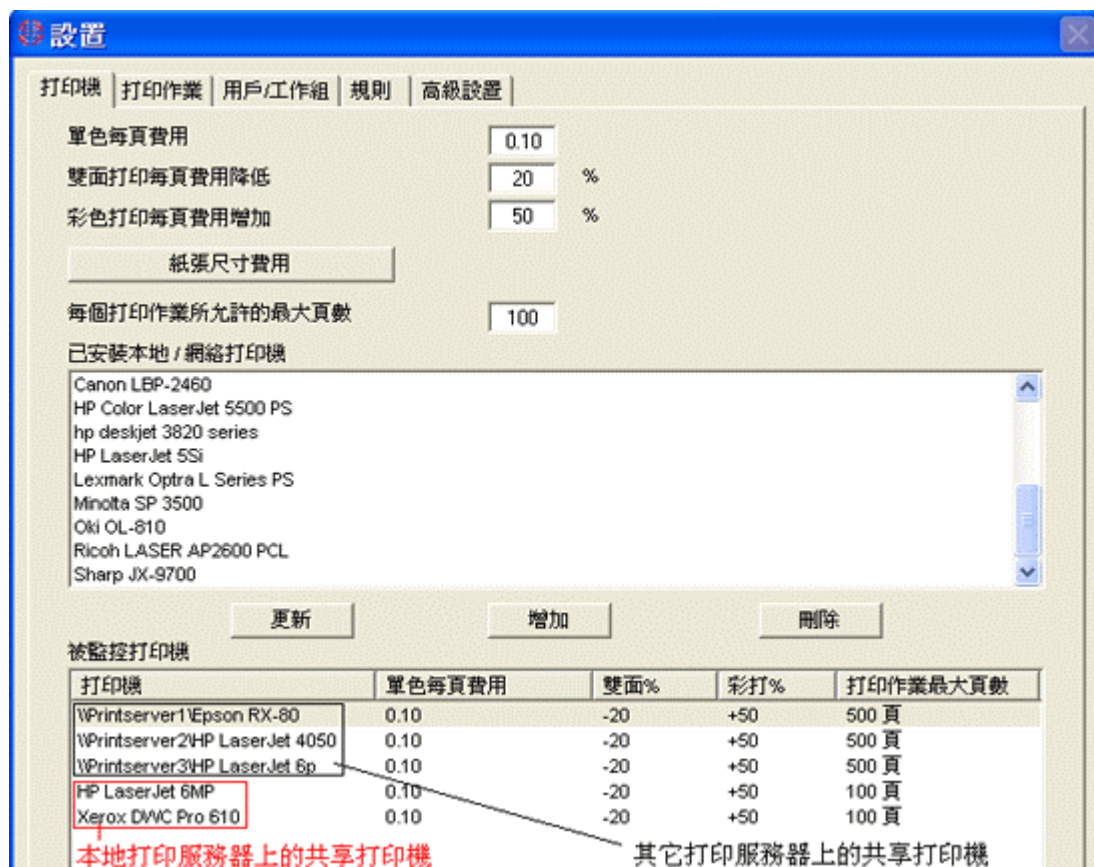 設置
打印機 打印作業 用戶/工作組 規則 高級設置
單色每頁費用 0.10
雙面打印每頁費用降低 20 %
彩色打印每頁費用增加 50 %
紙張尺寸費用
每個打印作業所允許的最大頁數 100
已安裝本地 / 網絡打印機
Canon LBP-2460
HP Color LaserJet 5500 PS
hp deskjet 3820 series
HP LaserJet 5Si
Lexmark Optra L Series PS
Minolta SP 3500
Oki OL-810
Ricoh LASER AP2600 PCL
Sharp JX-9700
更新 增加 刪除
被監控打印機
打印機 單色每頁費用 雙面% 彩打% 打印作業最大頁數
\\Printserver1\Epson RX-80 0.10 -20 +50 500 頁
\\Printserver2\HP LaserJet 4050 0.10 -20 +50 500 頁
\\Printserver3\HP LaserJet 6p 0.10 -20 +50 500 頁
HP LaserJet 6MP 0.10 -20 +50 100 頁
Xerox DWC Pro 610 0.10 -20 +50 100 頁
本地打印服務器上的共享打印機 其它打印服務器上的共享打印機